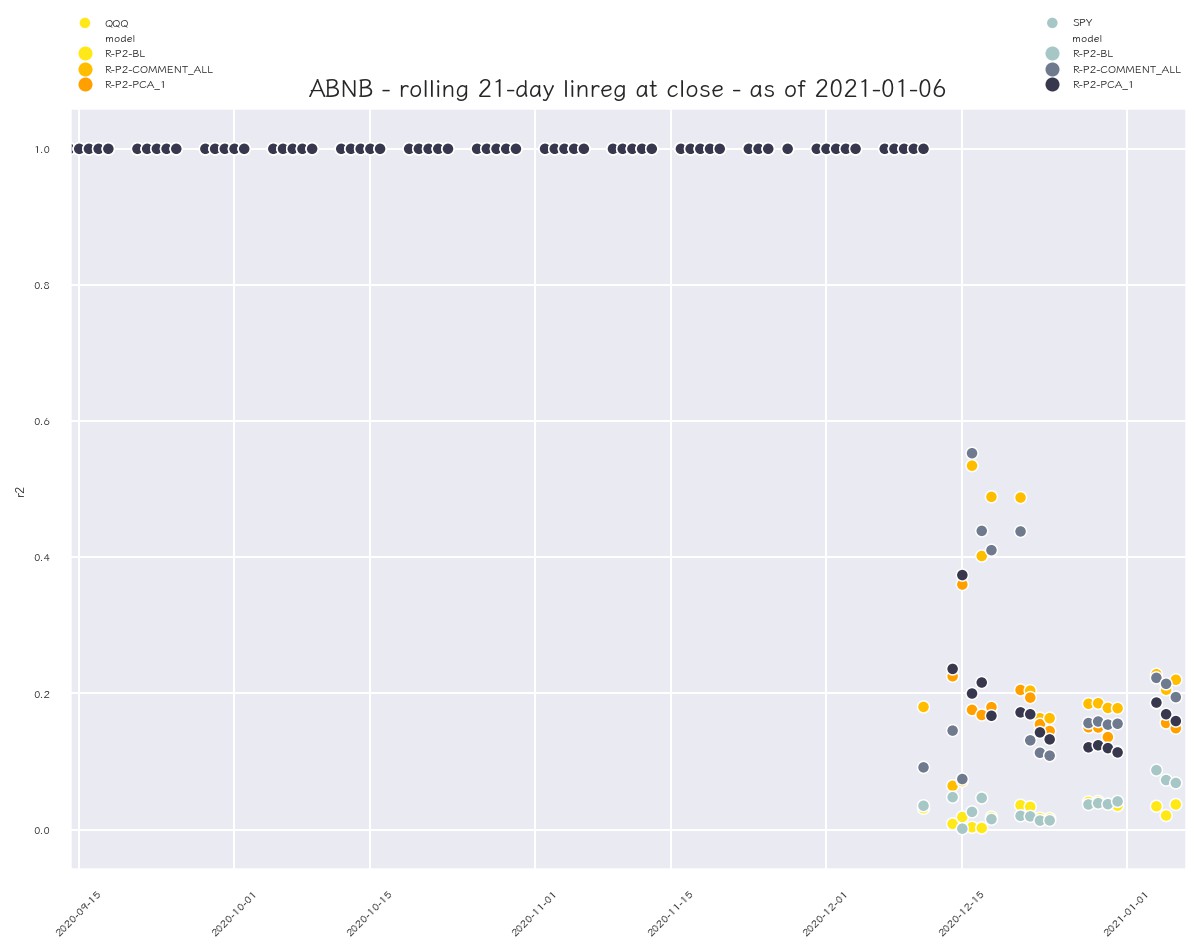 QQQ
model
R-P2-BL
R-P2-COMMENT_ALL
R-P2-PCA_1
SPY
model
R-P2-BL
R-P2-COMMENT_ALL
R-P2-PCA_1
ABNB - rolling 21-day linreg at close - as of 2021-01-06
1.0
0.8
0.6
0.4
0.2
0.0
r2
2020-09-15
2020-10-01
2020-10-15
2020-11-01
2020-11-15
2020-12-01
2020-12-15
2021-01-01